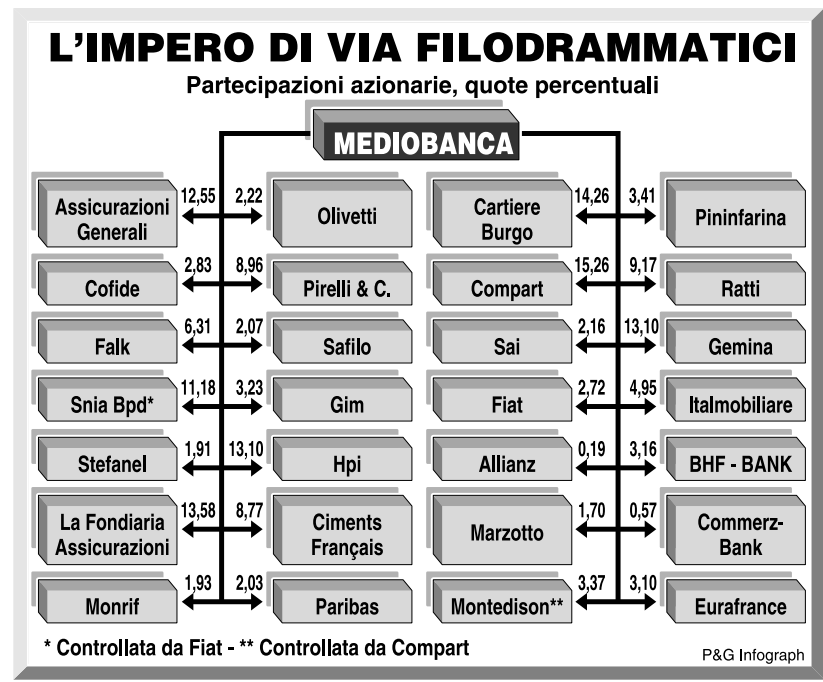 L'IMPERO DI VIA FILODRAMMATICI
Partecipazioni azionarie, quote percentuali
MEDIOBANCA
Assicurazioni
Generali
12,55
2,22
Olivetti
Cartiere
Burgo
14,26
3,41
Pininfarina
Cofide
2,83
8,96
Pirelli & C.
Compart
15,26
9,17
Ratti
Falk
6,31
2,07
Safilo
Sai
2,16
13,10
Gemina
Snia Bpd*
11,18
3,23
Gim
Fiat
2,72
4,95
Italmobiliare
Stefanel
1,91
13,10
Hpi
Allianz
0,19
3,16
BHF - BANK
La Fondiaria
Assicurazioni
13,58
8,77
Ciments
Français
Marzotto
1,70
0,57
Commerz-
Bank
Monrif
1,93
2,03
Paribas
Montedison**
3,37
3,10
Eurafrance
* Controllata da Fiat - ** Controllata da Compart
P&G Infograph